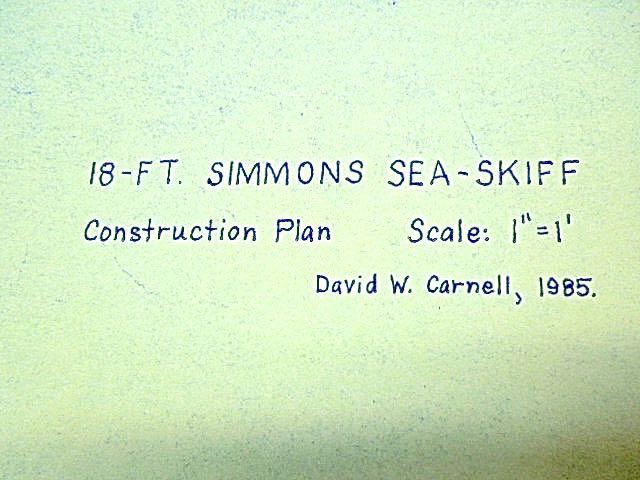 18-FT. SIMMONS SEA-SKIFF
Construction Plan Scale: 1"=1'
David W. Carnell, 1985.